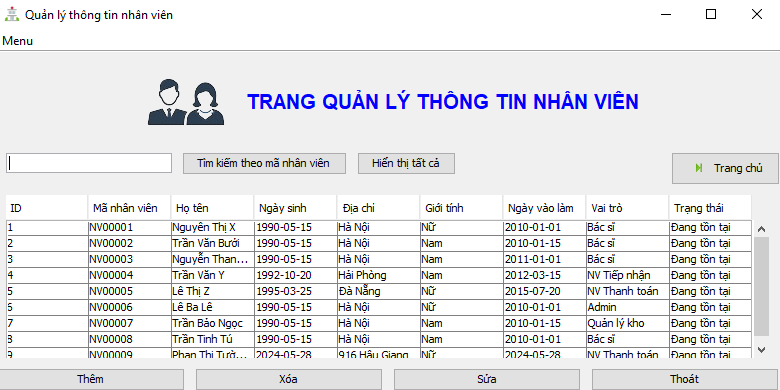 Quản lý thông tin nhân viên
Menu
TRANG QUẢN LÝ THÔNG TIN NHÂN VIÊN
Tìm kiếm theo mã nhân viên Hiển thị tất cả Trang chủ
ID Mã nhân viên Họ tên Ngày sinh Địa chỉ Giới tính Ngày vào làm Vai trò Trạng thái
1 NV00001 Nguyên Thị X 1990-05-15 Hà Nội Nữ 2010-01-01 Bác sĩ Đang tồn tại
2 NV00002 Trần Văn Bưởi 1990-05-15 Hà Nội Nam 2010-01-15 Bác sĩ Đang tồn tại
3 NV00003 Nguyễn Than... 1990-05-15 Hà Nội Nam 2011-01-01 Bác sĩ Đang tồn tại
4 NV00004 Trần Văn Y 1992-10-20 Hải Phòng Nam 2012-03-15 NV Tiếp nhận Đang tồn tại
5 NV00005 Lê Thị Z 1995-03-25 Đà Nẵng Nữ 2015-07-20 NV Thanh toán Đang tồn tại
6 NV00006 Lê Ba Lê 1990-05-15 Hà Nội Nam 2010-01-01 Admin Đang tồn tại
7 NV00007 Trần Bảo Ngọc 1990-05-15 Hà Nội Nam 2010-01-15 Quản lý kho Đang tồn tại
8 NV00008 Trần Tinh Tú 1990-05-15 Hà Nội Nam 2010-01-01 Bác sĩ Đang tồn tại
9 NV00009 Phan Thị Tườ... 2024-05-28 916 Hậu Giang Nữ 2024-05-28 NV Thanh toán Đang tồn tại
Thêm Xóa Sửa Thoát